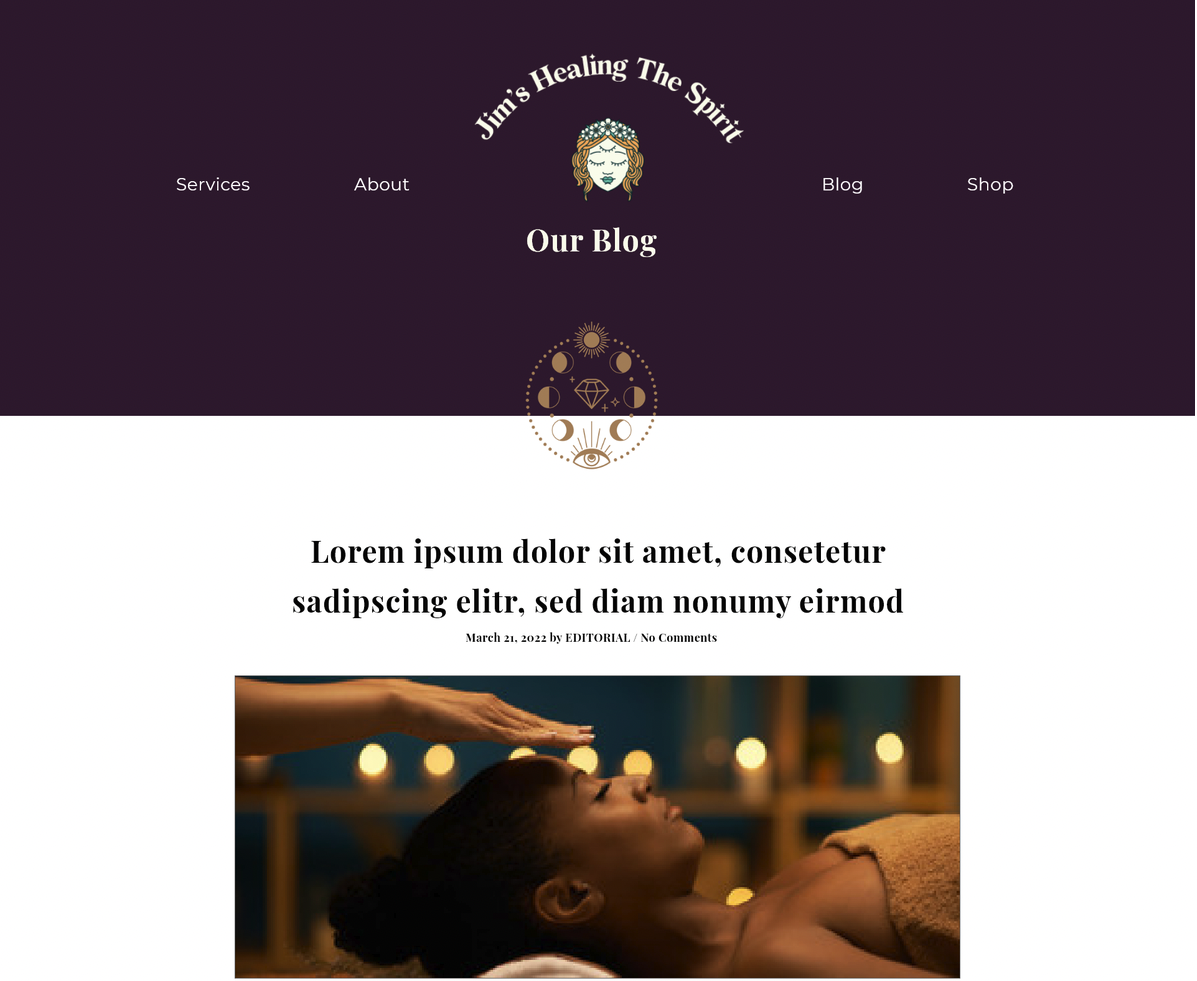 Jim's Healing The Spirit
Services
About
Blog
Shop
Our Blog
Lorem ipsum dolor sit amet, consetetur
sadipscing elitr, sed diam nonumy eirmod
March 21, 2022 by EDITORIAL / No Comments